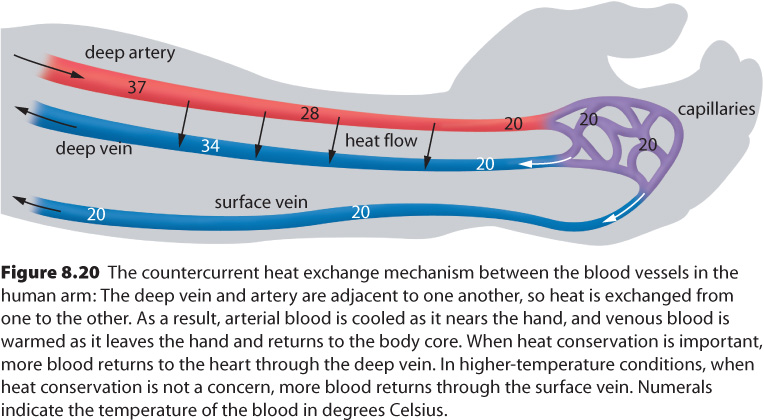 deep artery
37
28
20
20
capillaries
20
deep vein
34
heat flow
20
surface vein
20
20
Figure 8.20 The countercurrent heat exchange mechanism between the blood vessels in the
human arm: The deep vein and artery are adjacent to one another, so heat is exchanged from
one to the other. As a result, arterial blood is cooled as it nears the hand, and venous blood is
warmed as it leaves the hand and returns to the body core. When heat conservation is important,
more blood returns to the heart through the deep vein. In higher-temperature conditions, when
heat conservation is not a concern, more blood returns through the surface vein. Numerals
indicate the temperature of the blood in degrees Celsius.